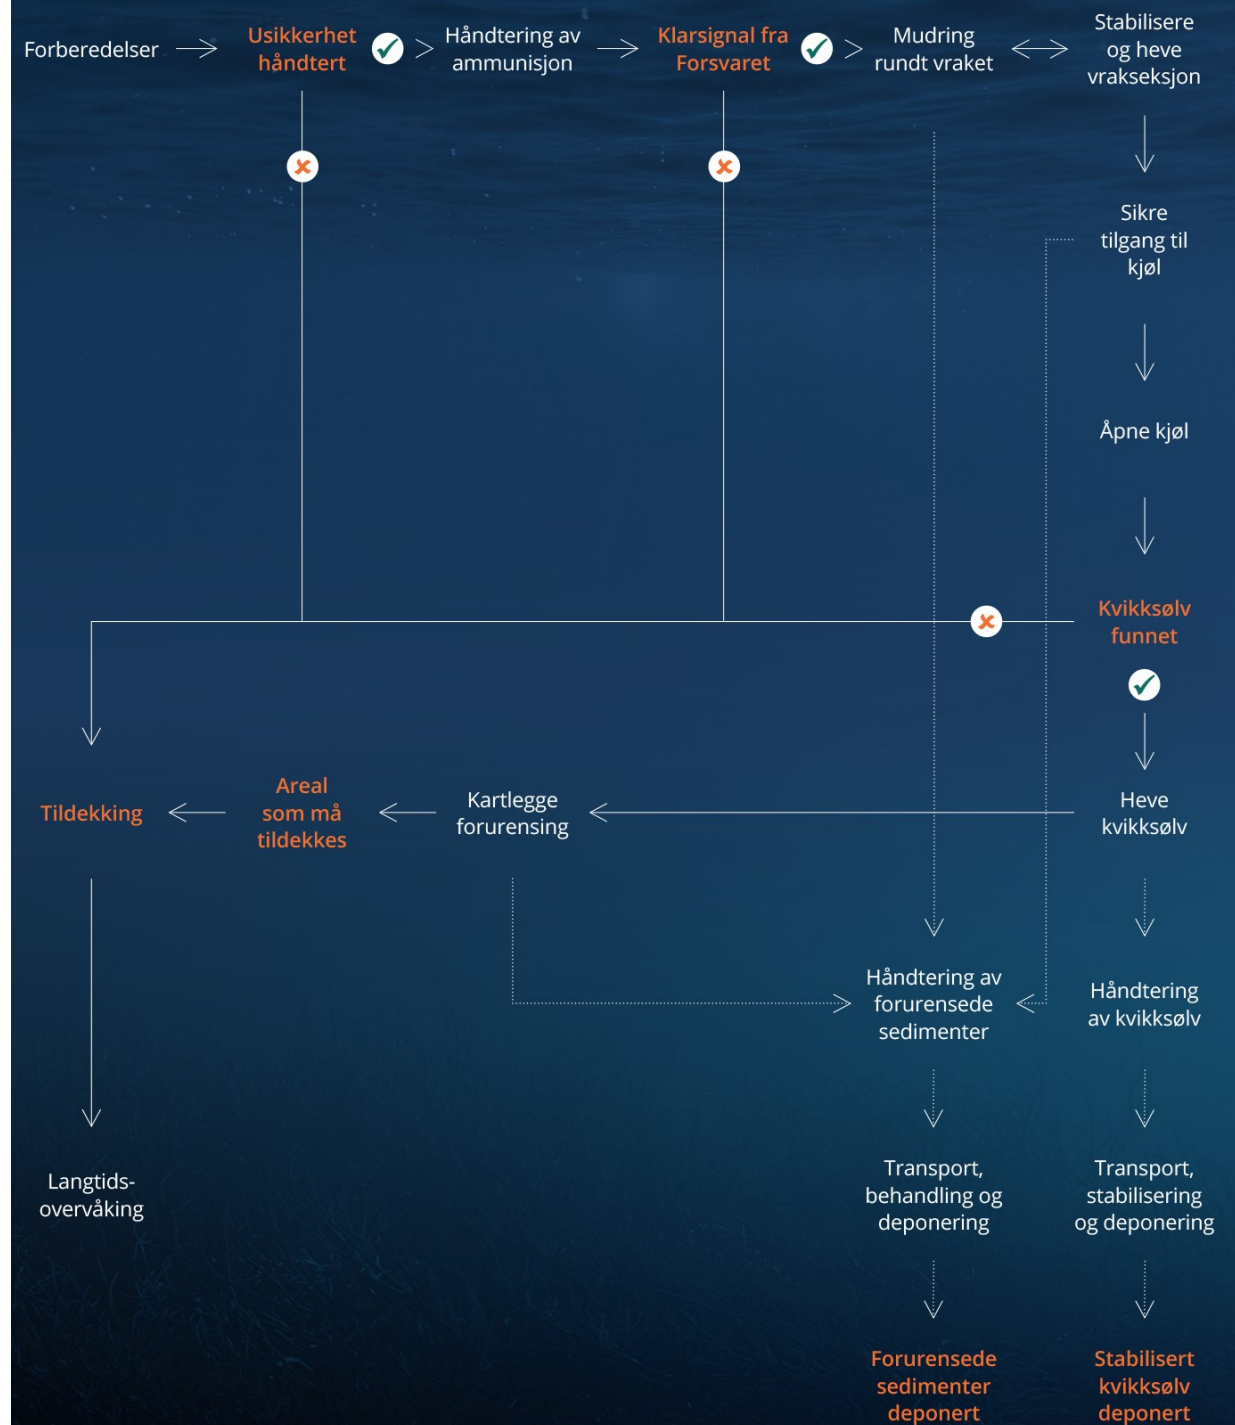 Forberedelser
Usikkerhet
håndtert
Håndtering av
ammunisjon
Klarsignal fra
Forsvaret
Mudring
rundt vraket
Stabilisere
og heve
vrakseksjon
Sikre
tilgang til
kjøl
Åpne kjøl
Kvikksølv
funnet
Heve
kvikksølv
Kartlegge
forurensing
Areal
som må
tildekkes
Tildekking
Håndtering av
forurensede
sedimenter
Håndtering
av kvikksølv
Langtids-
overvåking
Transport,
behandling og
deponering
Transport,
stabilisering
og deponering
Forurensede
sedimenter
deponert
Stabilisert
kvikksølv
deponert